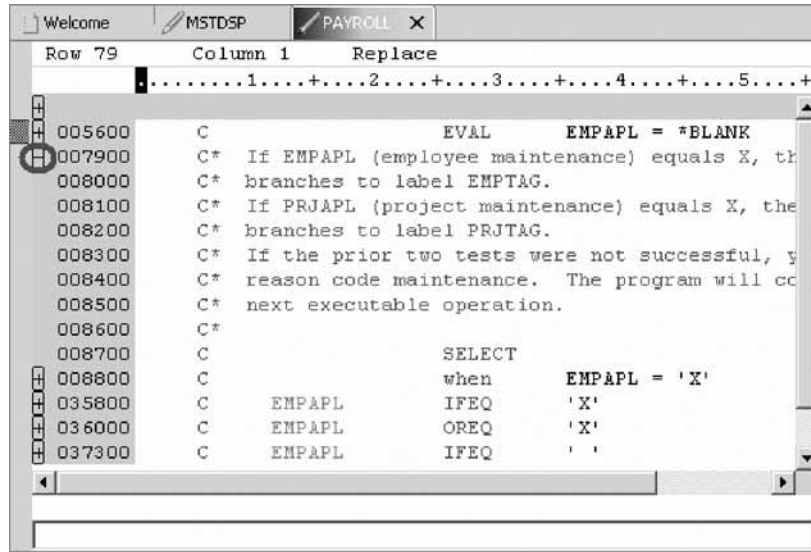 Welcome MSTDSP PAYROLL
Row 79 Column 1 Replace
.........1....+....2....+....3....+....4....+....5....+
005600 C EVAL EMPAPL = *BLANK
007900 C* If EMPAPL (employee maintenance) equals X, th
008000 C* branches to label EMPTAG.
008100 C* If PRJAPL (project maintenance) equals X, the
008200 C* branches to label PRJTAG.
008300 C* If the prior two tests were not successful, y
008400 C* reason code maintenance. The program will co
008500 C* next executable operation.
008600 C*
008700 C SELECT
008800 C when EMPAPL = 'X'
035800 C EMPAPL IFEQ 'X'
036000 C EMPAPL OREQ 'X'
037300 C EMPAPL IFEQ ' '